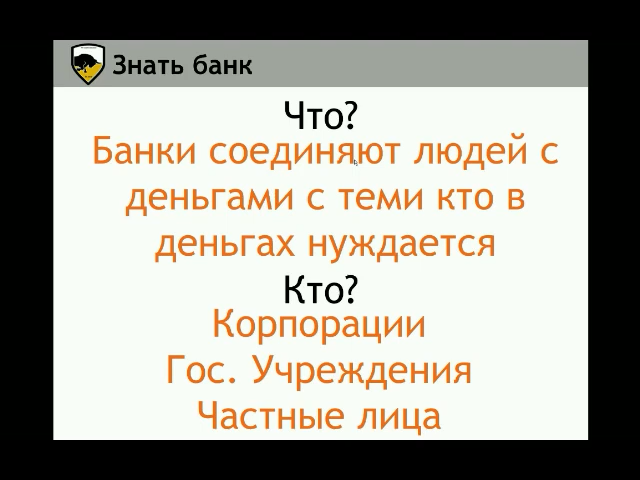 Знать банк
Что?
Банки соединяют людей с
деньгами с теми кто в
деньгах нуждается
Кто?
Корпорации
Гос. Учреждения
Частные лица